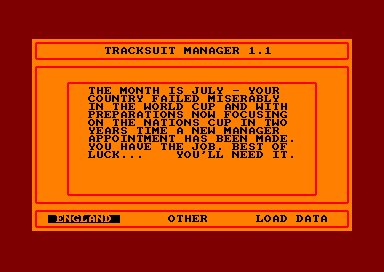 TRACKSUIT MANAGER 1.1
THE MONTH IS JULY - YOUR
COUNTRY FAILED MISERABLY
IN THE WORLD CUP AND WITH
PREPARATIONS NOW FOCUSING
ON THE NATIONS CUP IN TWO
YEARS TIME A NEW MANAGER
APPOINTMENT HAS BEEN MADE.
YOU HAVE THE JOB. BEST OF
LUCK... YOU'LL NEED IT.
ENGLAND OTHER LOAD DATA